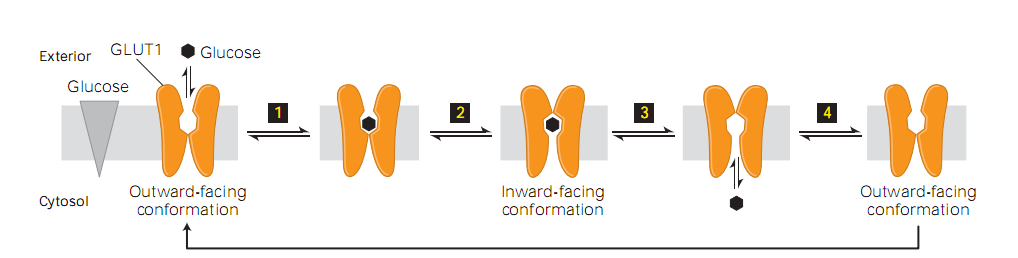 Exterior
GLUT1
Glucose
Glucose
1
2
3
4
Cytosol
Outward-facing
conformation
Inward-facing
conformation
Outward-facing
conformation